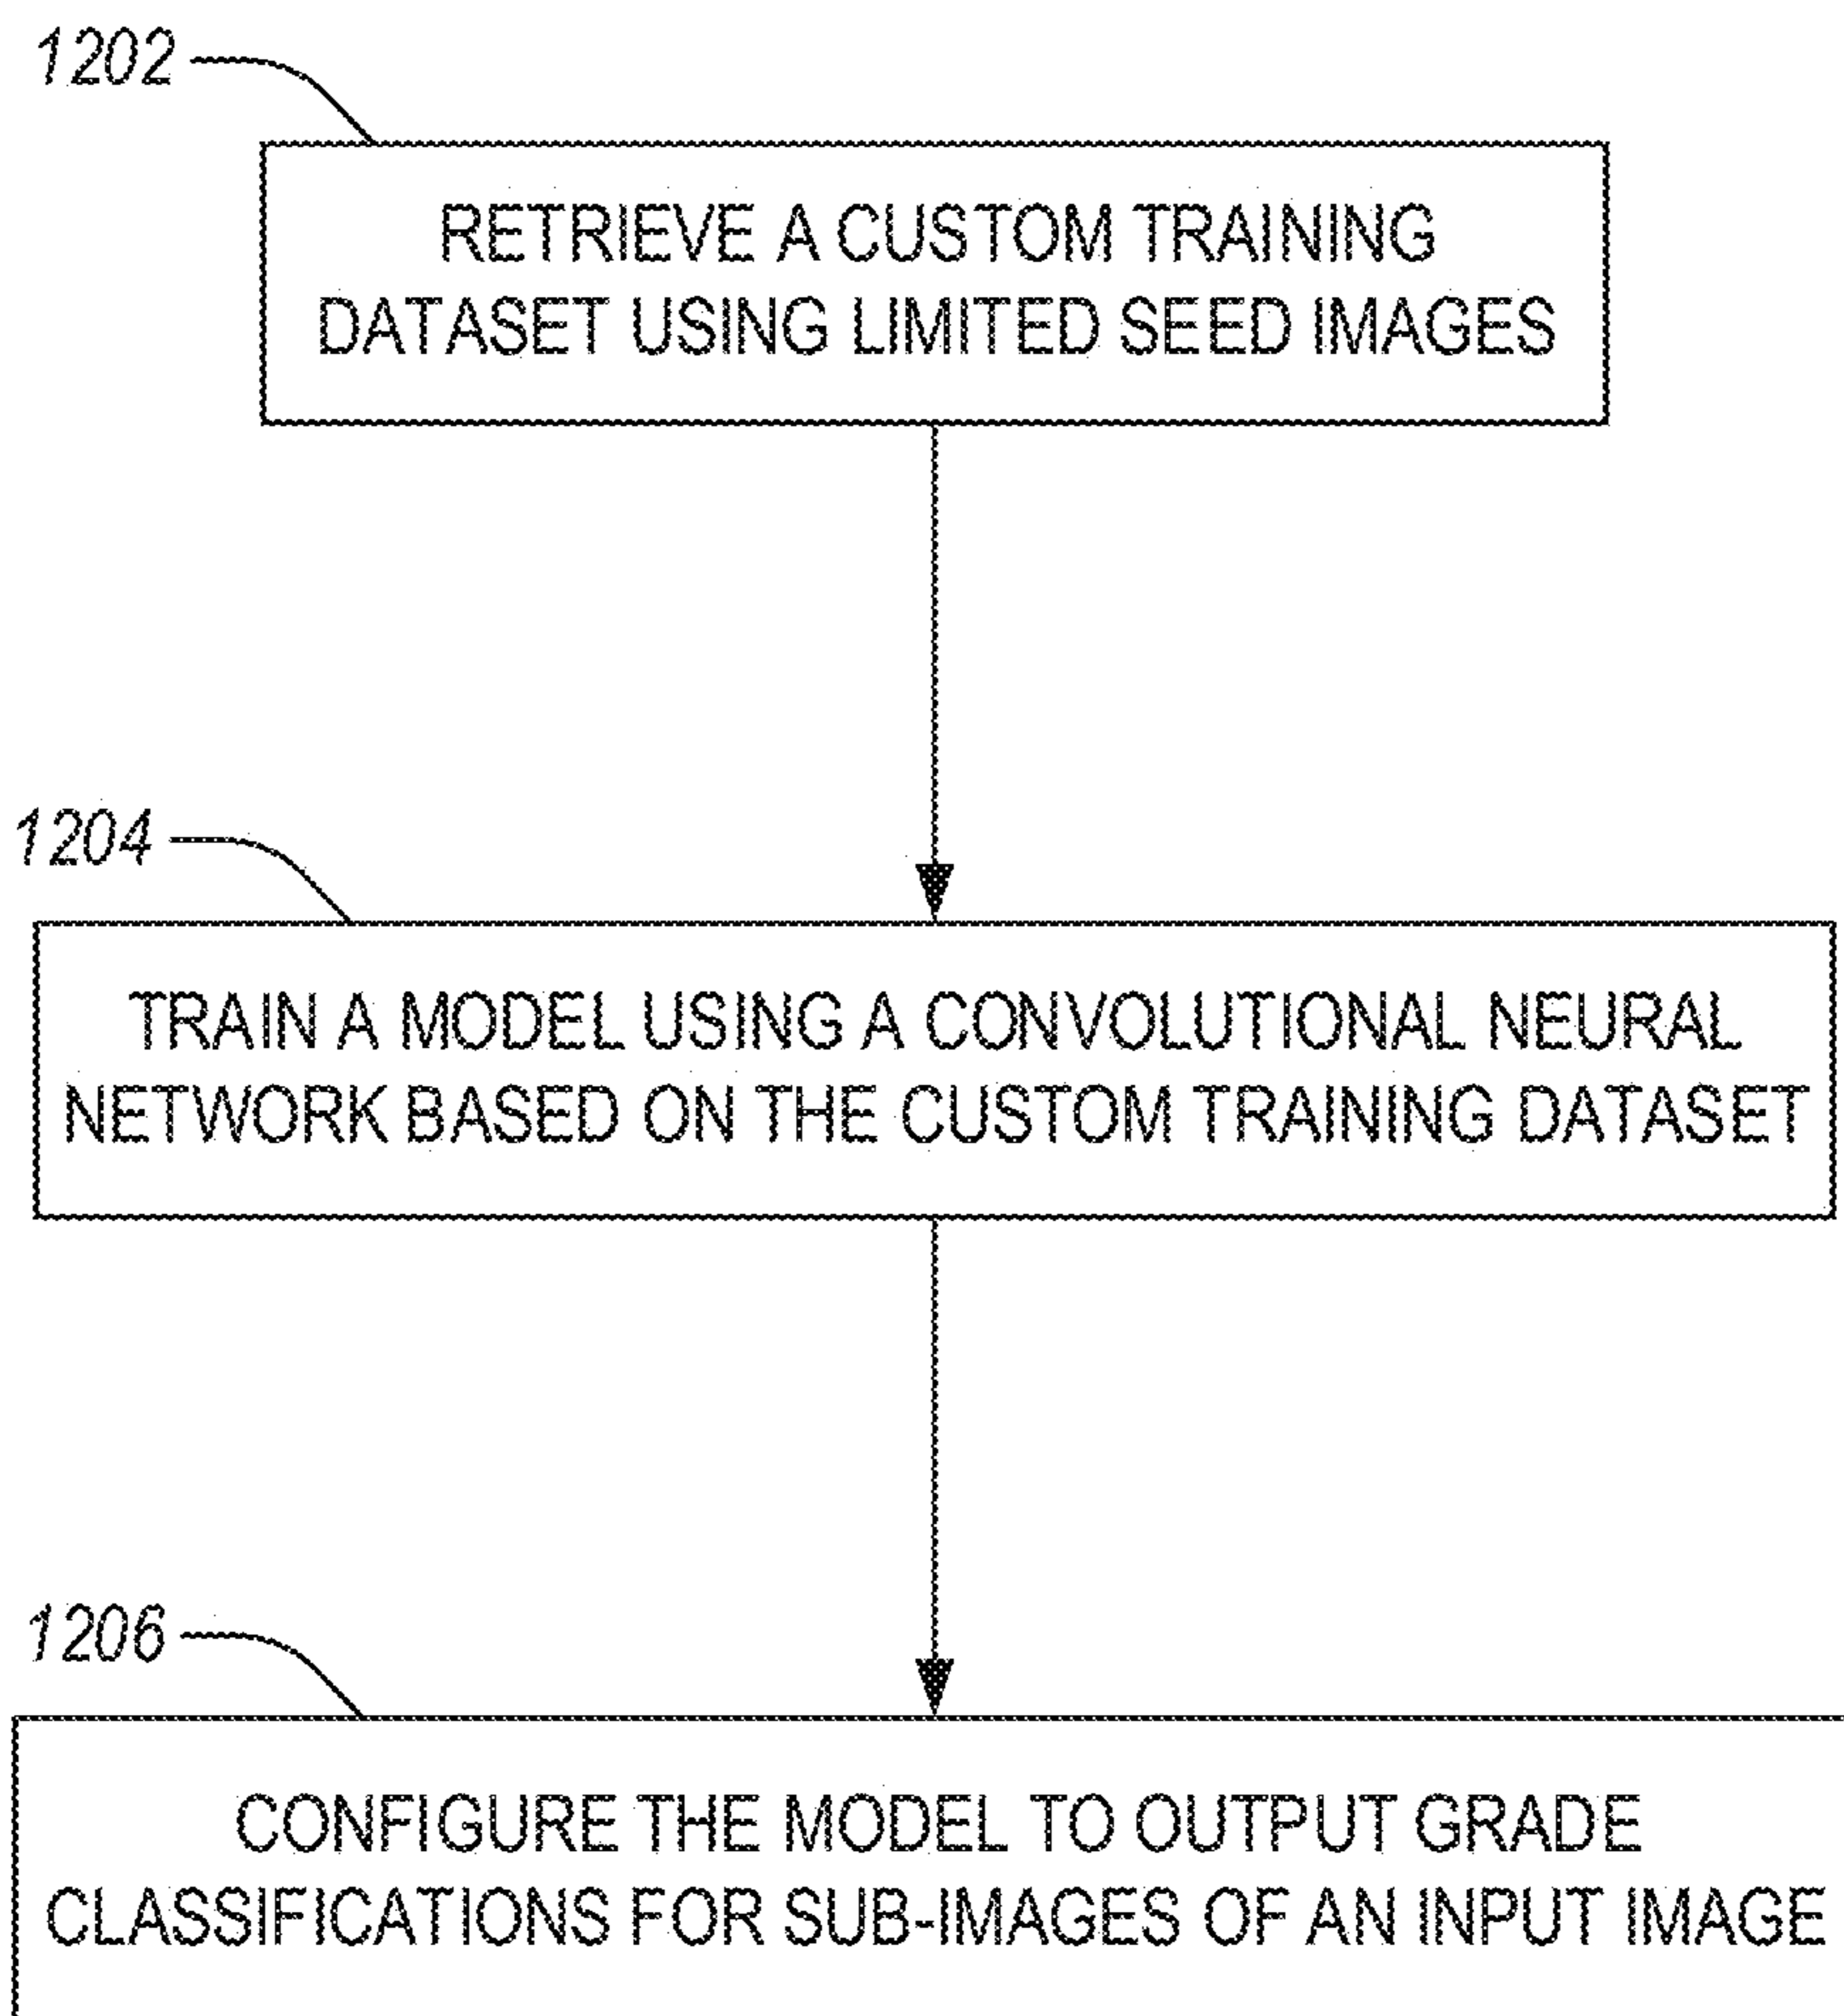 1202
RETRIEVE A CUSTOM TRAINING
DATASET USING LIMITED SEED IMAGES
1204
TRAIN A MODEL USING A CONVOLUTIONAL NEURAL
NETWORK BASED ON THE CUSTOM TRAINING DATASET
1206
CONFIGURE THE MODEL TO OUTPUT GRADE
CLASSIFICATIONS FOR SUB-IMAGES OF AN INPUT IMAGE